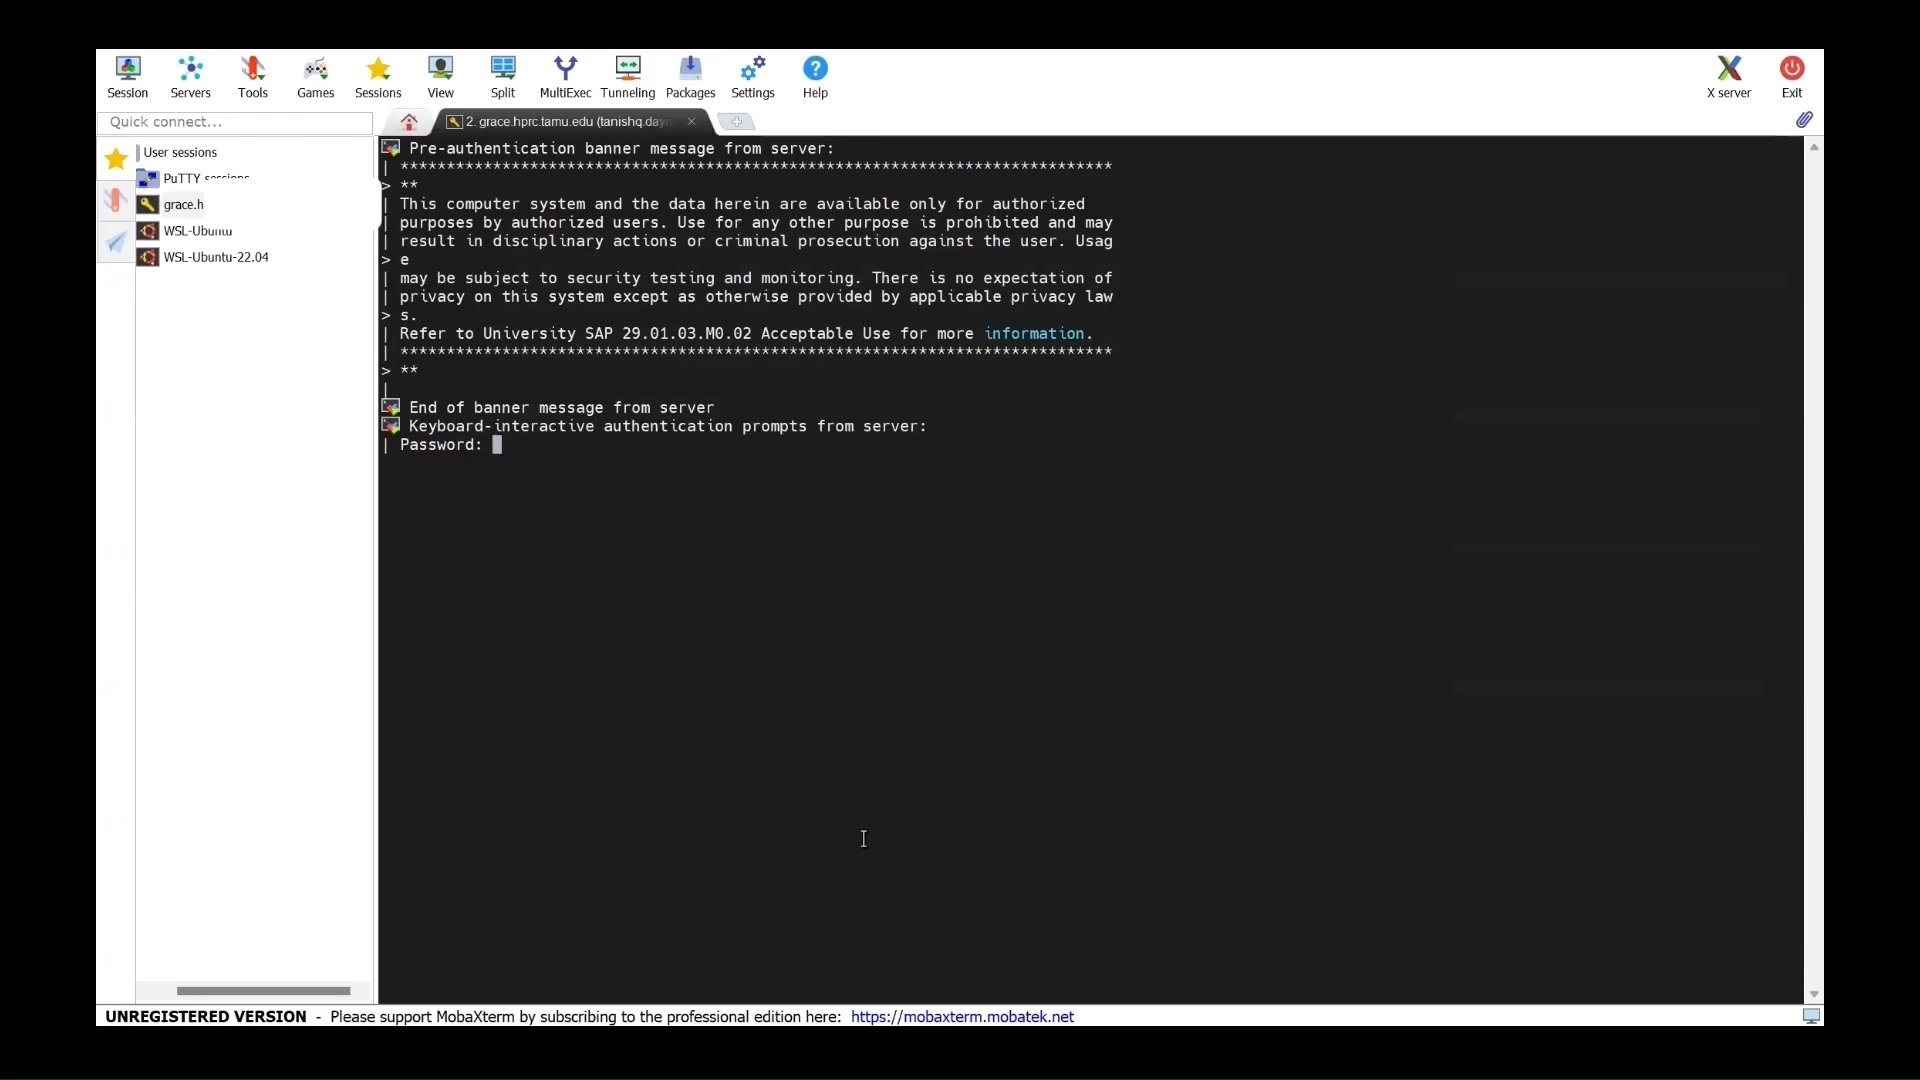 Session Servers Tools Games Sessions View Split MultiExec Tunneling Packages Settings Help X server Exit
Quick connect...
2. grace.hprc.tamu.edu (tanishq.dayn
User sessions
PuTTY sessions
grace.h
WSL-Ubuntu
WSL-Ubuntu-22.04
Pre-authentication banner message from server:
| *****************************************************************************
> **
| This computer system and the data herein are available only for authorized
| purposes by authorized users. Use for any other purpose is prohibited and may
| result in disciplinary actions or criminal prosecution against the user. Usag
> e
| may be subject to security testing and monitoring. There is no expectation of
| privacy on this system except as otherwise provided by applicable privacy law
> s.
| Refer to University SAP 29.01.03.M0.02 Acceptable Use for more information.
| *****************************************************************************
> **
|
End of banner message from server
Keyboard-interactive authentication prompts from server:
| Password:
UNREGISTERED VERSION - Please support MobaXterm by subscribing to the professional edition here: https://mobaxterm.mobatek.net